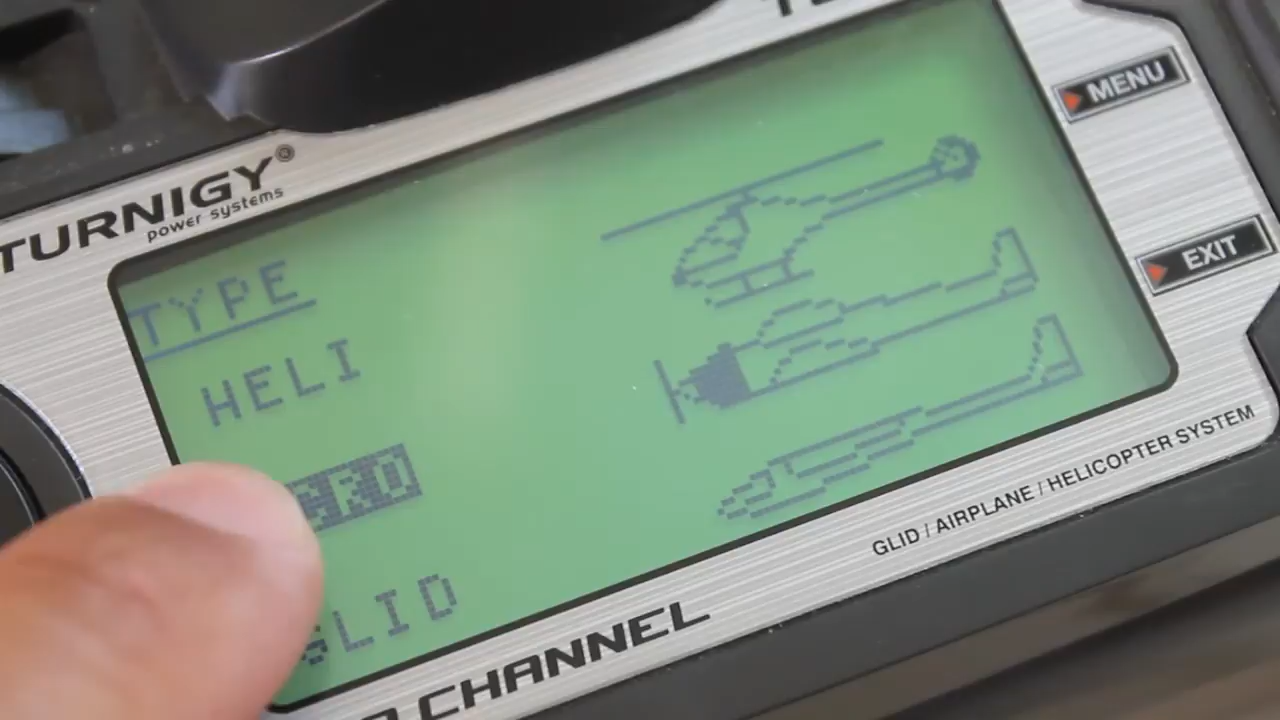 TURNIGY®
power systems
MENU
EXIT
TYPE
HELI
GLID
GLID / AIRPLANE / HELICOPTER SYSTEM
CHANNEL